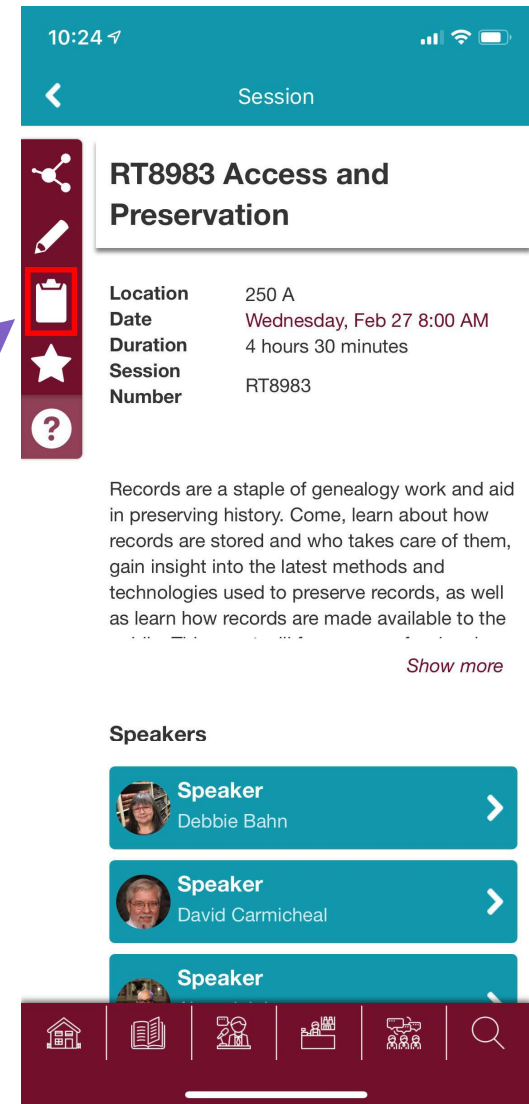 10:24
Session
RT8983 Access and
Preservation
Location 250 A
Date Wednesday, Feb 27 8:00 AM
Duration 4 hours 30 minutes
Session
Number RT8983
?
Records are a staple of genealogy work and aid
in preserving history. Come, learn about how
records are stored and who takes care of them,
gain insight into the latest methods and
technologies used to preserve records, as well
as learn how records are made available to the
Show more
Speakers
Speaker
Debbie Bahn
Speaker
David Carmicheal
Speaker